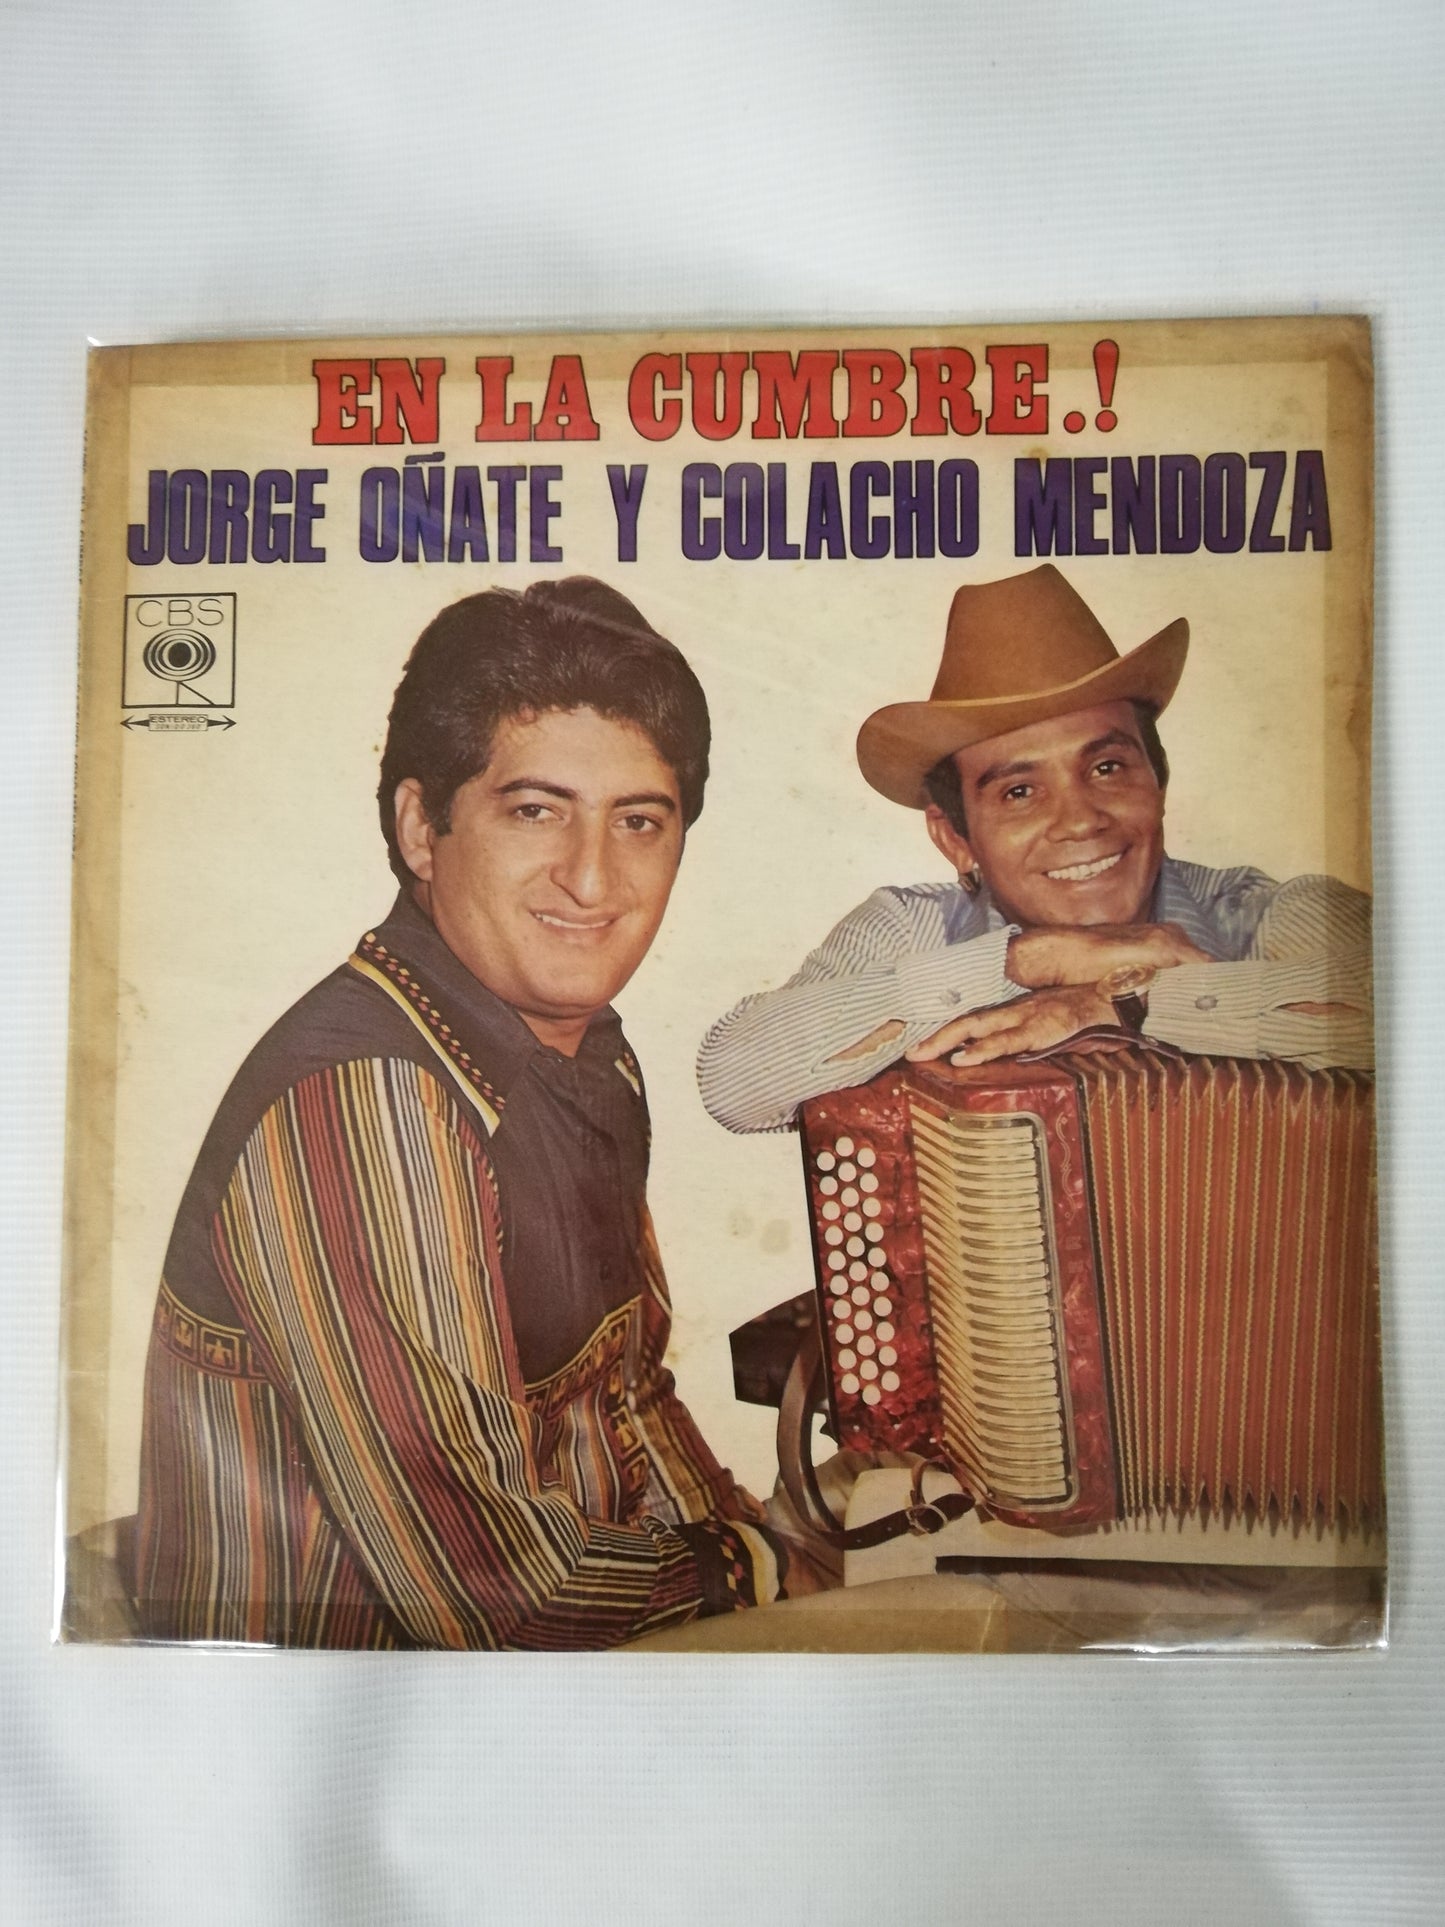 EN LA CUMBRE.!
JORGE OÑATE Y COLACHO MENDOZA
CBS
ESTEREO